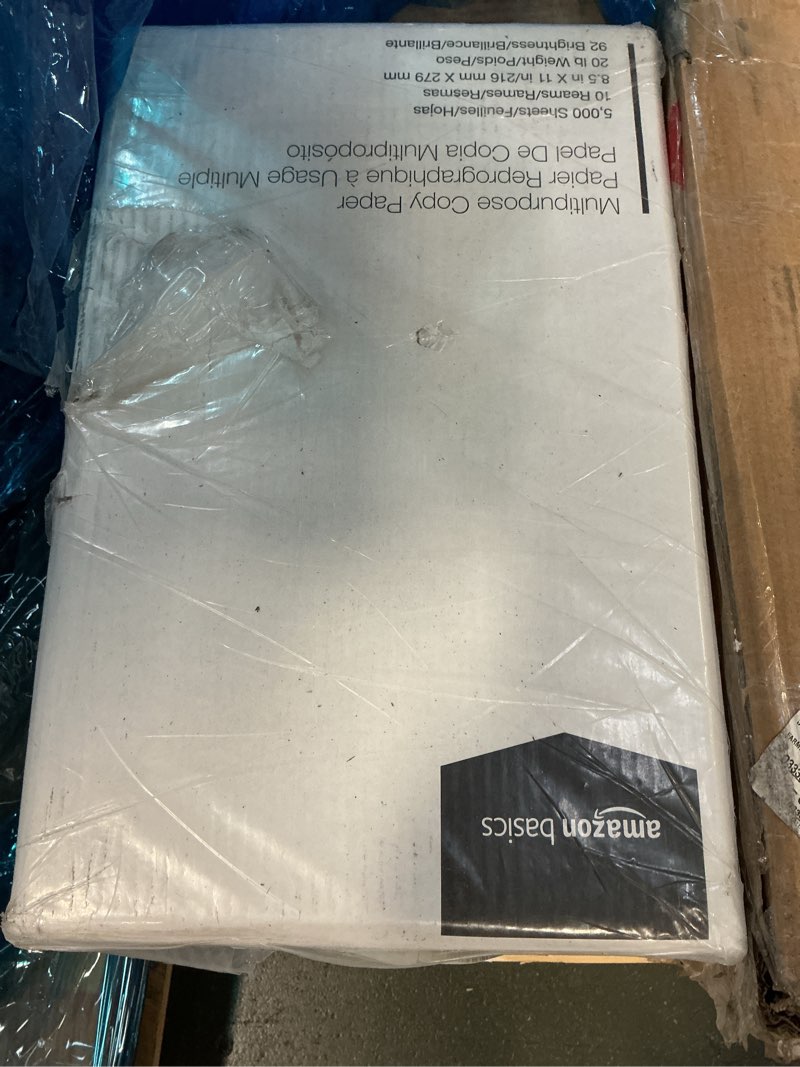 amazon basics
Multipurpose Copy Paper
Papier Reprographique à Usage Multiple
Papel De Copia Multipropósito
5,000 Sheets/Feuilles/Hojas
10 Reams/Rames/Resmas
8.5 in X 11 in/216 mm X 279 mm
20 lb Weight/Poids/Peso
92 Brightness/Brillance/Brillante